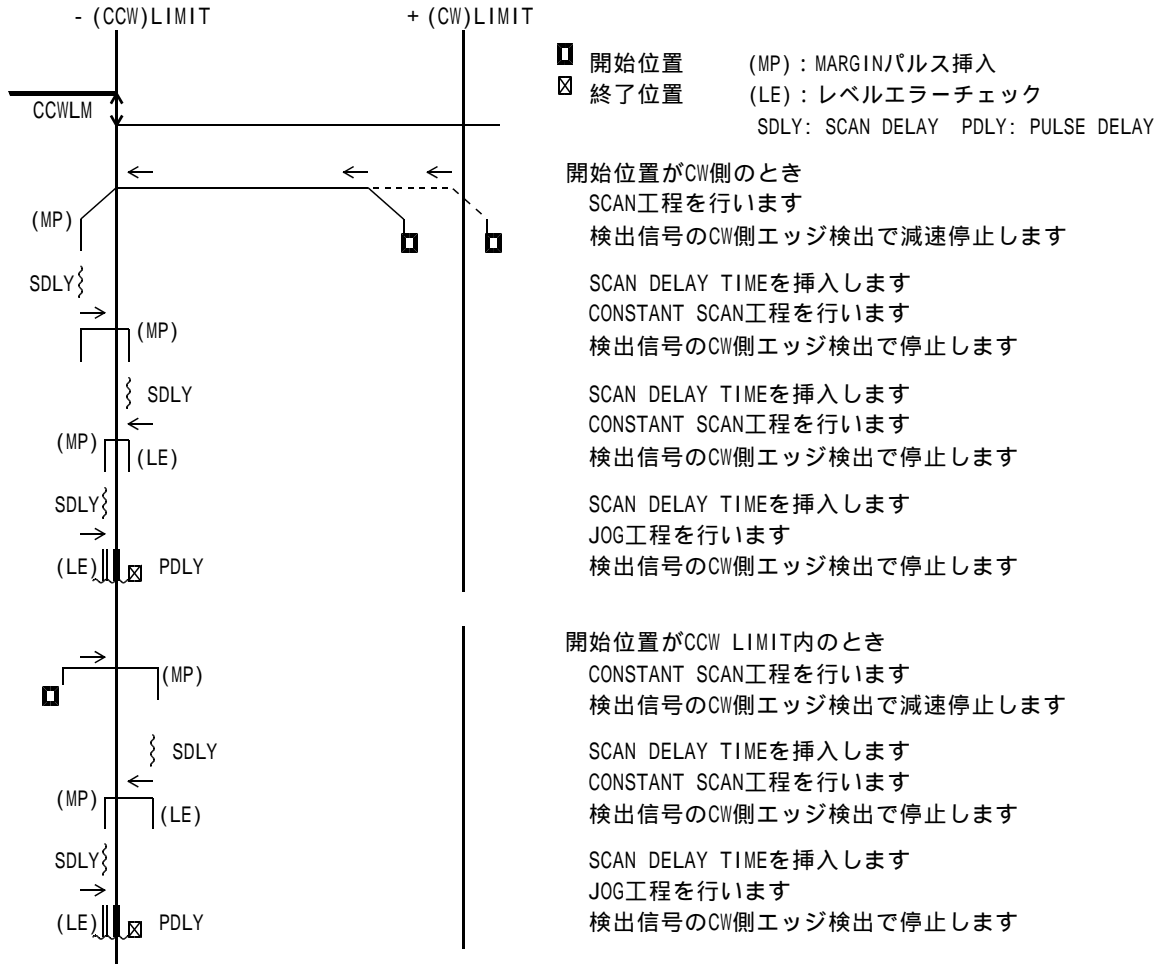 - (CCW)LIMIT + (CW)LIMIT
開始位置 (MP) : MARGINパルス挿入
CCWLM 終了位置 (LE) : レベルエラーチェック
SDLY: SCAN DELAY PDLY: PULSE DELAY
開始位置がCW側のとき
SCAN工程を行います
(MP) 検出信号のCW側エッジ検出で減速停止します
SDLY SCAN DELAY TIMEを挿入します
CONSTANT SCAN工程を行います
(MP) 検出信号のCW側エッジ検出で停止します
SDLY SCAN DELAY TIMEを挿入します
CONSTANT SCAN工程を行います
(MP) (LE) 検出信号のCW側エッジ検出で停止します
SDLY SCAN DELAY TIMEを挿入します
JOG工程を行います
(LE) PDLY 検出信号のCW側エッジ検出で停止します
開始位置がCCW LIMIT内のとき
(MP) CONSTANT SCAN工程を行います
検出信号のCW側エッジ検出で減速停止します
SDLY SCAN DELAY TIMEを挿入します
CONSTANT SCAN工程を行います
(MP) (LE) 検出信号のCW側エッジ検出で停止します
SDLY SCAN DELAY TIMEを挿入します
JOG工程を行います
(LE) PDLY 検出信号のCW側エッジ検出で停止します